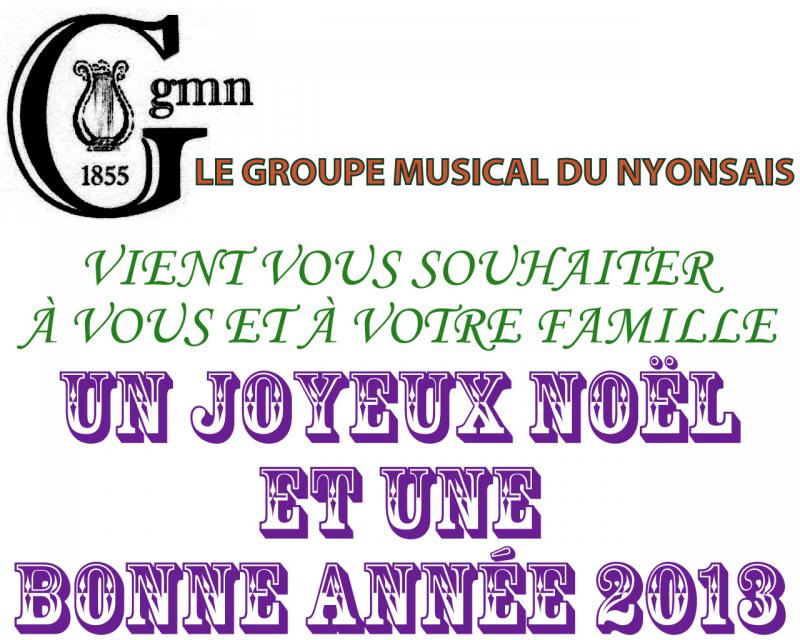 G gmn
1855
LE GROUPE MUSICAL DU NYONSAIS
VIENT VOUS SOUHAITER
À VOUS ET À VOTRE FAMILLE
UN JOYEUX NOËL
ET UNE
BONNE ANNÉE 2013